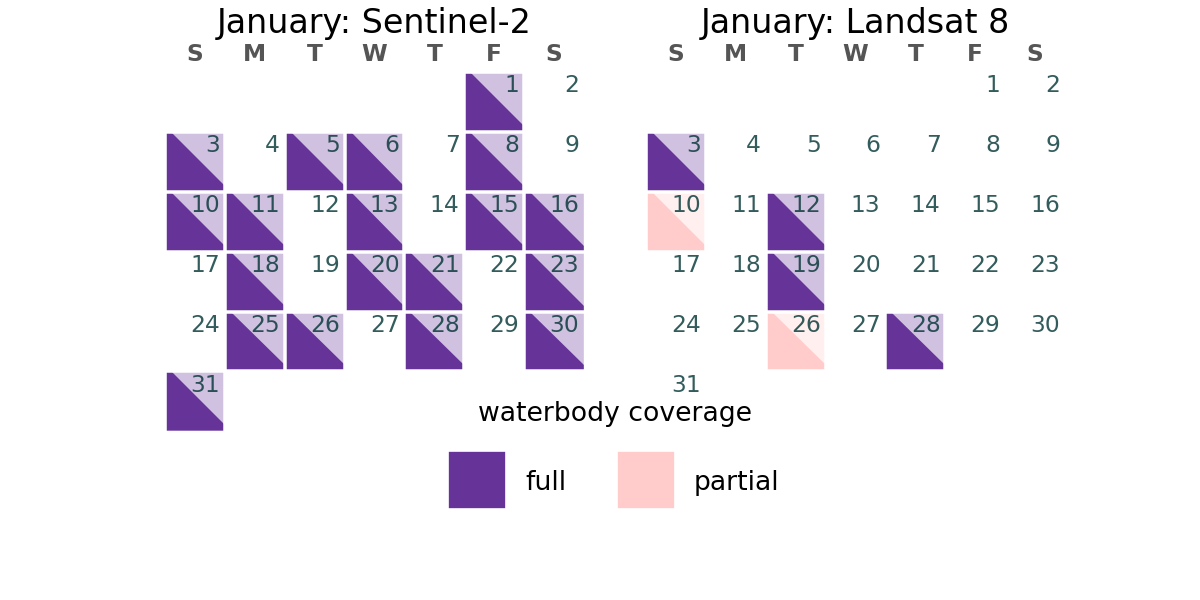 January: Sentinel-2
S M T W T F S
1 2
3 4 5 6 7 8 9
10 11 12 13 14 15 16
17 18 19 20 21 22 23
24 25 26 27 28 29 30
31
January: Landsat 8
S M T W T F S
1 2
3 4 5 6 7 8 9
10 11 12 13 14 15 16
17 18 19 20 21 22 23
24 25 26 27 28 29 30
31
waterbody coverage
full partial